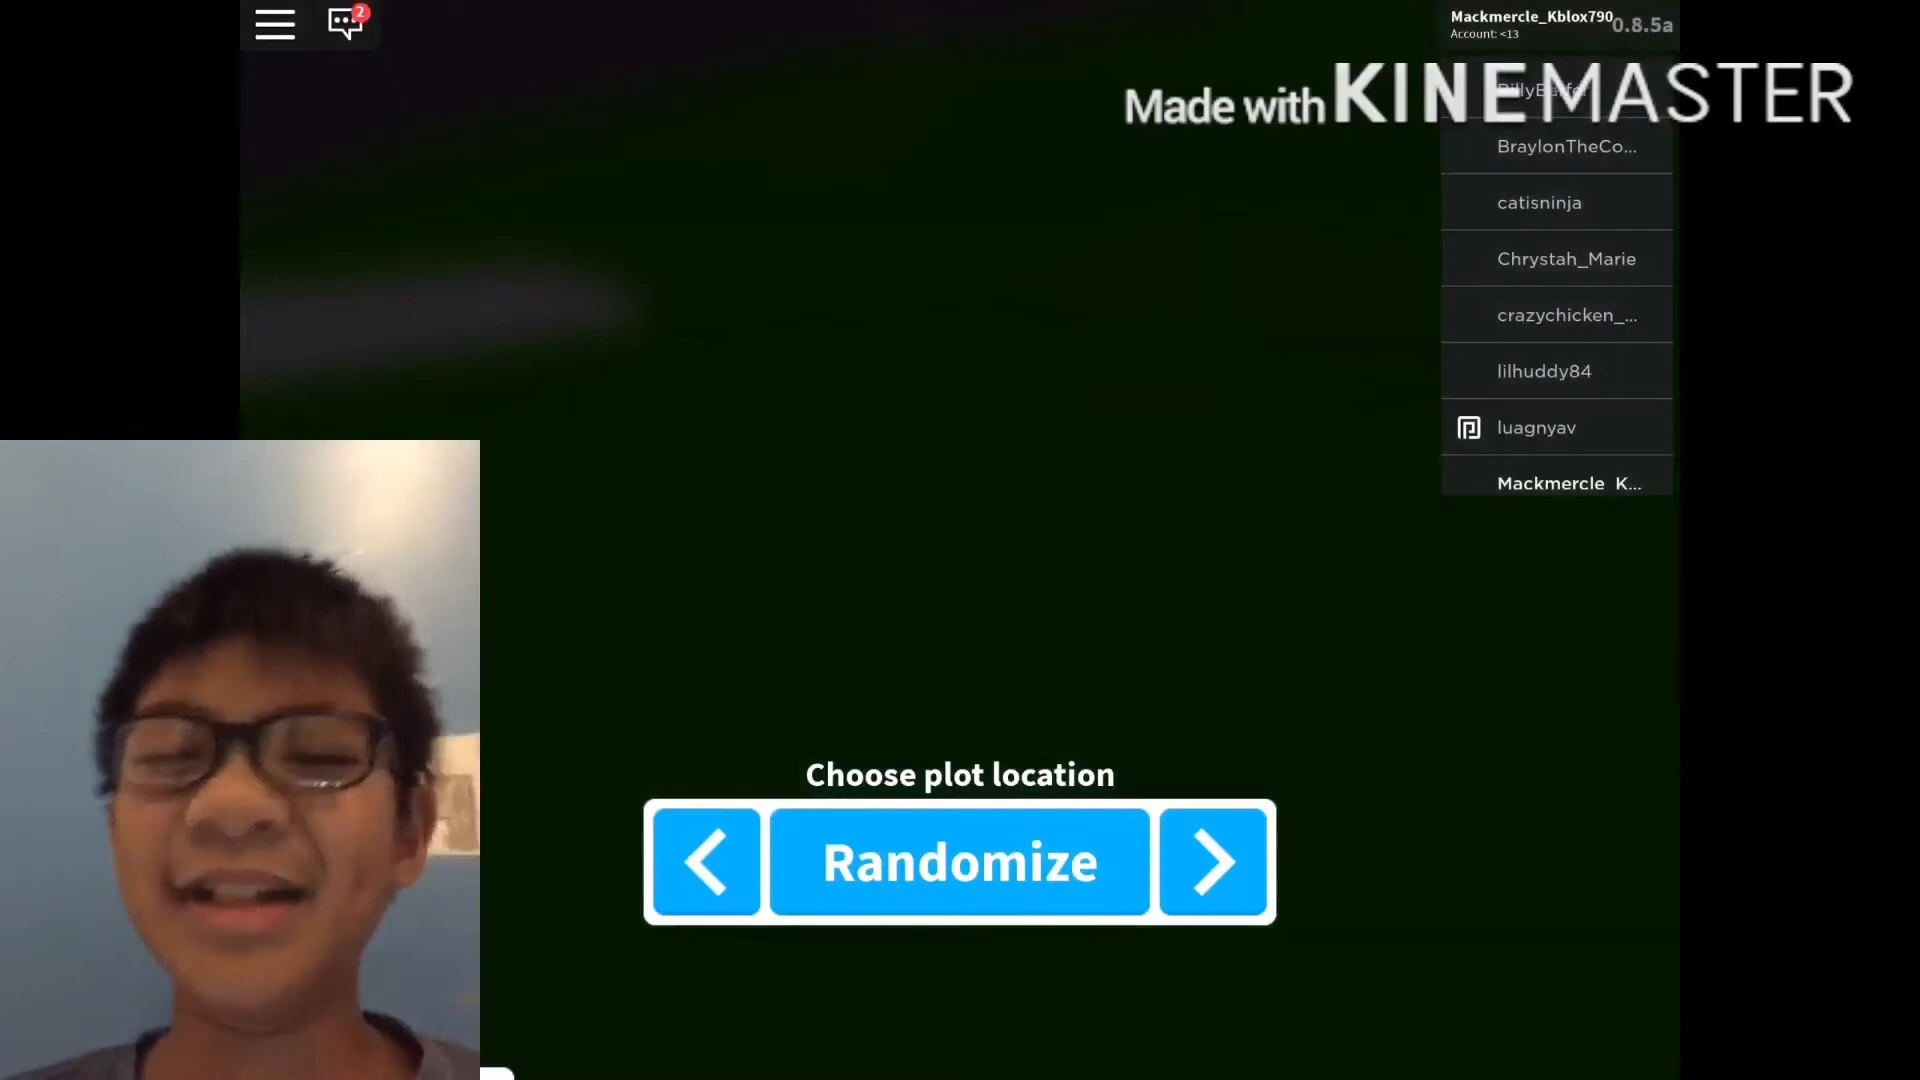 2
Mackmercle_Kblox790
Account: <13
0.8.5a
Made with KINEMASTER
BraylonTheCo...
catisninja
Chrystah_Marie
crazychicken_...
lilhuddy84
luagnyav
Mackmercle_K...
Choose plot location
Randomize